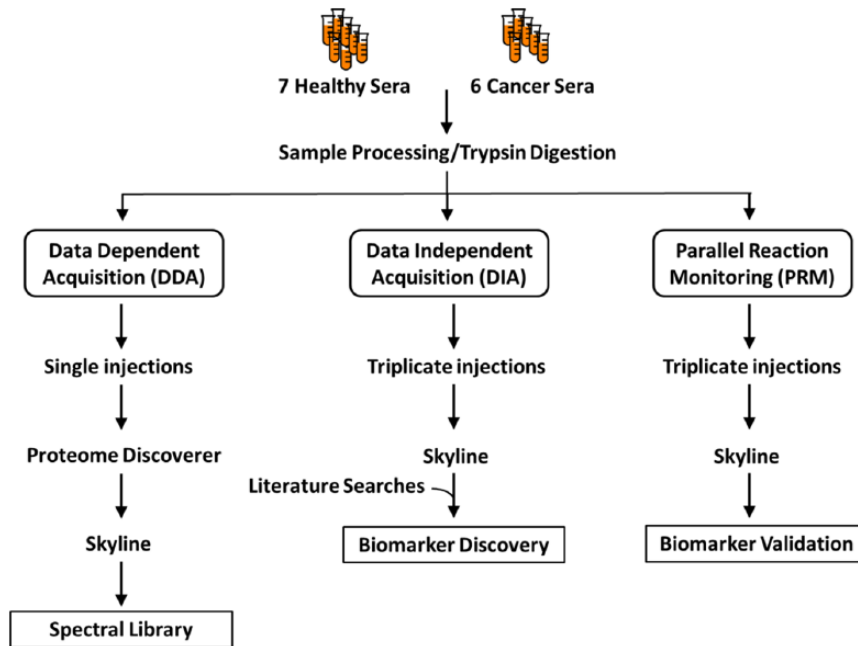 7 Healthy Sera
6 Cancer Sera
Sample Processing/Trypsin Digestion
Data Dependent
Acquisition (DDA)
Data Independent
Acquisition (DIA)
Parallel Reaction
Monitoring (PRM)
Single injections
Triplicate injections
Triplicate injections
Proteome Discoverer
Skyline
Skyline
Literature Searches
Skyline
Biomarker Discovery
Biomarker Validation
Spectral Library